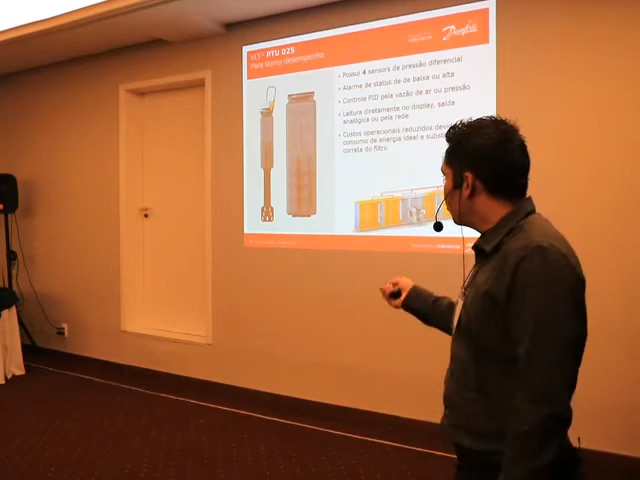 VLT® PTU 025
Para ótimo desempenho
Danfoss
• Possui 4 sensores de pressão diferencial
• Alarme de status de de baixa ou alta
• Controle PID pela vazão de ar ou pressão
• Leitura diretamente no display, saída
analógica ou pela rede
• Custos operacionais reduzidos
consumo de energia ideal e
correta do filtro